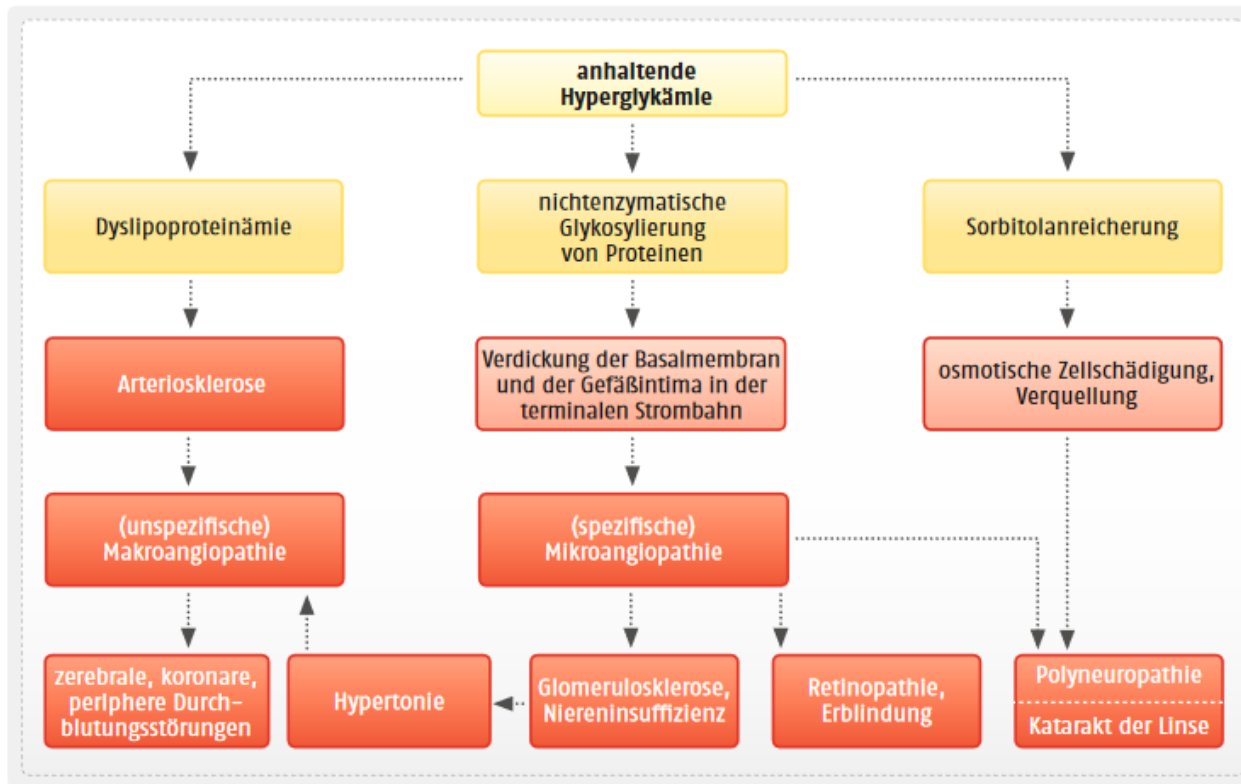 anhaltende
Hyperglykämie
Dyslipoproteinämie
nichtenzymatische
Glykosylierung
von Proteinen
Sorbitolanreicherung
Arteriosklerose
Verdickung der Basalmembran
und der Gefäßintima in der
terminalen Strombahn
osmotische Zellschädigung,
Verquellung
(unspezifische)
Makroangiopathie
(spezifische)
Mikroangiopathie
zerebrale, koronare,
periphere Durch-
blutungsstörungen
Hypertonie
Glomerulosklerose,
Niereninsuffizienz
Retinopathie,
Erblindung
Polyneuropathie
Katarakt der Linse